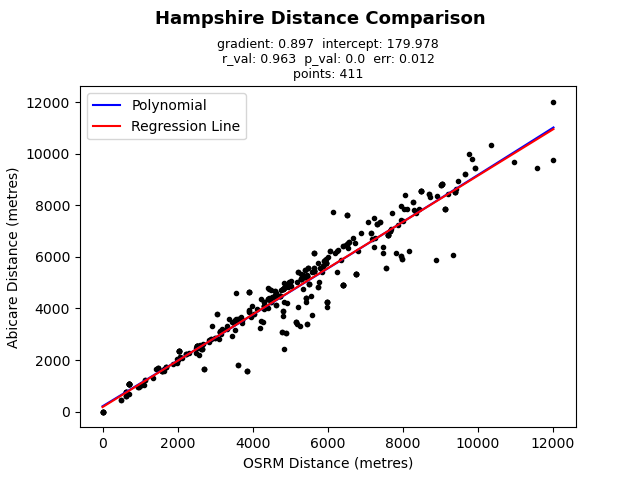 Hampshire Distance Comparison
gradient: 0.897  intercept: 179.978
r_val: 0.963  p_val: 0.0  err: 0.012
points: 411
Polynomial
Regression Line
12000
10000
8000
6000
4000
2000
0
Abicare Distance (metres)
0 2000 4000 6000 8000 10000 12000
OSRM Distance (metres)